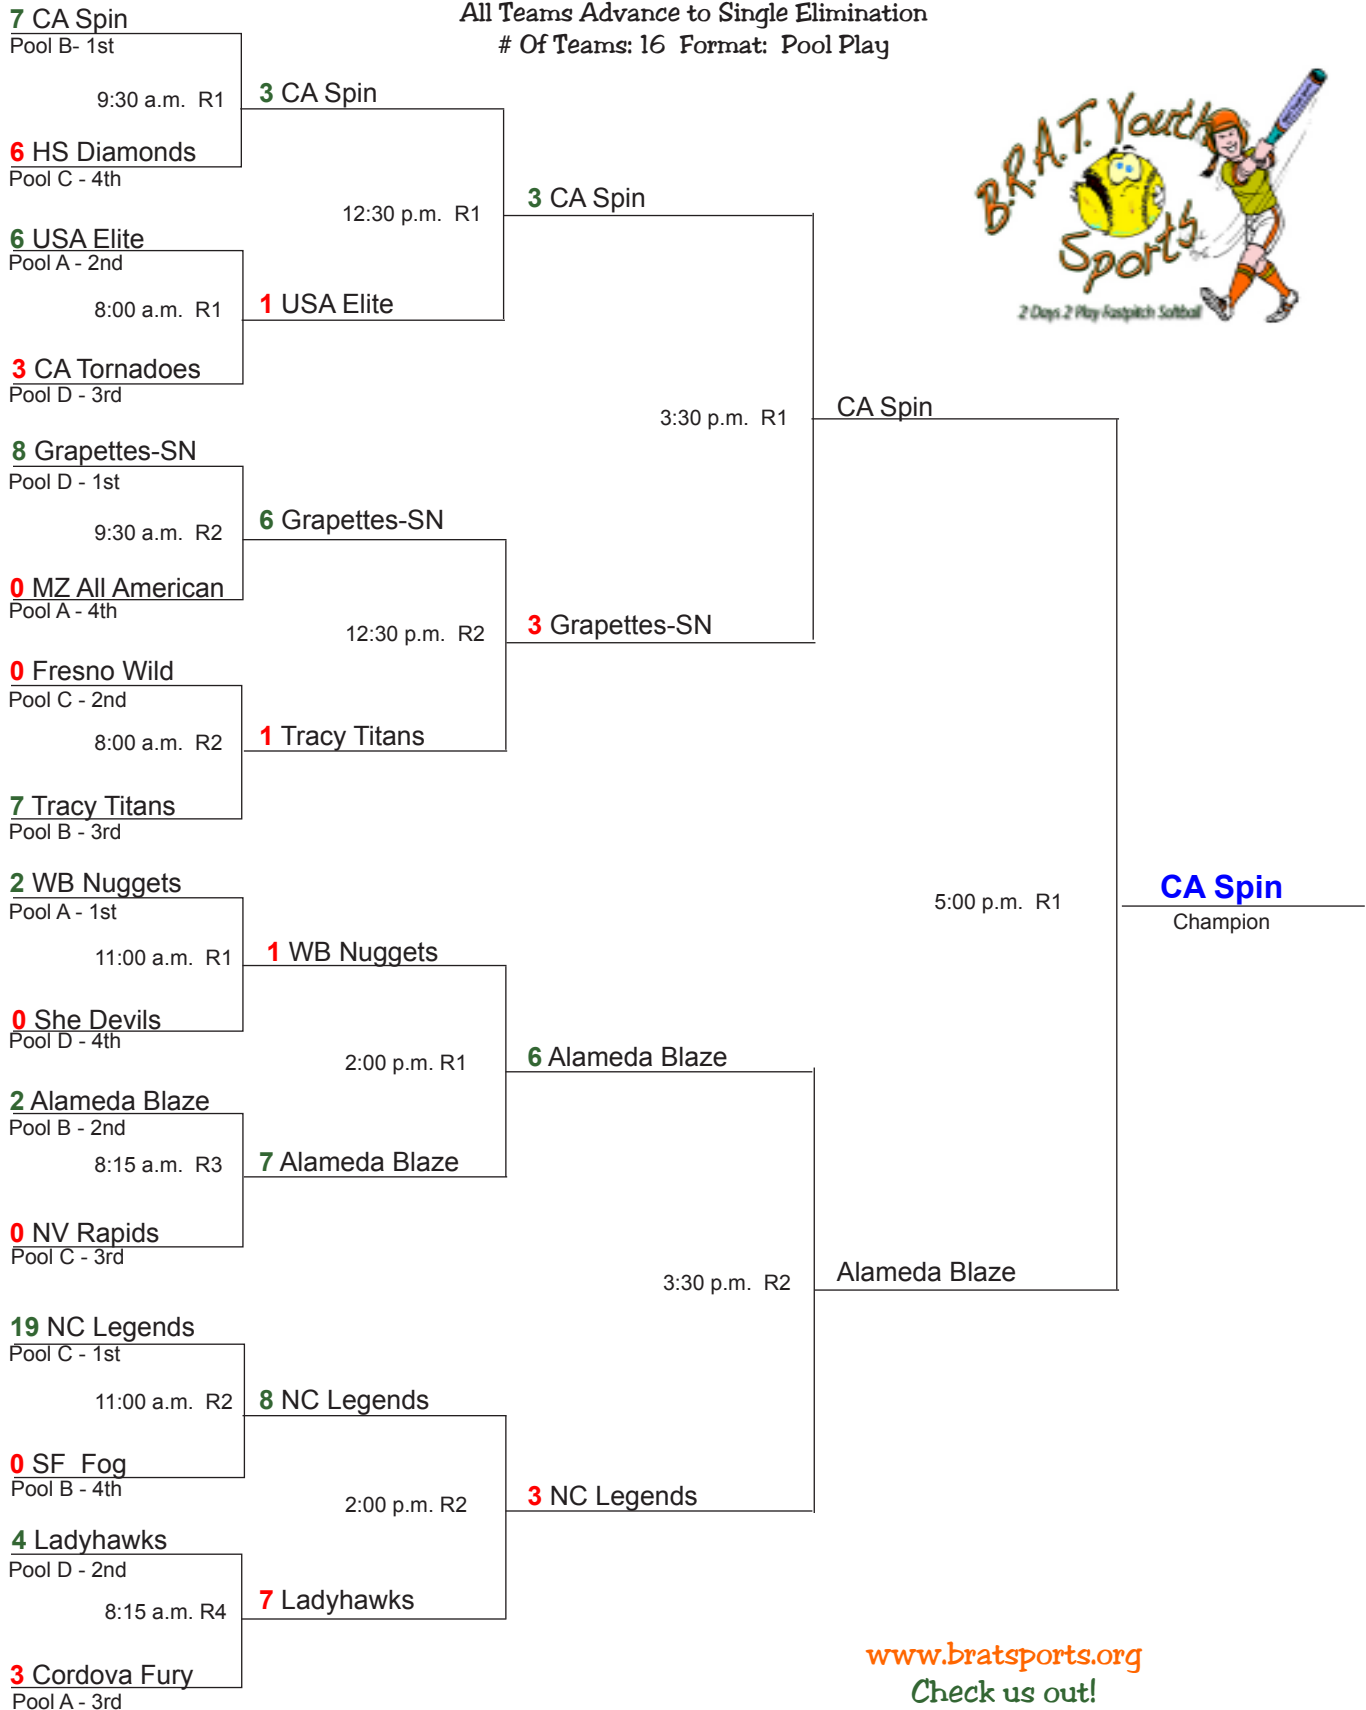 All Teams Advance to Single Elimination
# Of Teams: 16 Format: Pool Play
B.R.A.T. Youth
Sports
2 Days 2 Play Fastpitch Softball
7 CA Spin
Pool B- 1st
9:30 a.m. R1
3 CA Spin
6 HS Diamonds
Pool C - 4th
12:30 p.m. R1
3 CA Spin
6 USA Elite
Pool A - 2nd
8:00 a.m. R1
1 USA Elite
3 CA Tornadoes
Pool D - 3rd
3:30 p.m. R1
CA Spin
8 Grapettes-SN
Pool D - 1st
9:30 a.m. R2
6 Grapettes-SN
0 MZ All American
Pool A - 4th
12:30 p.m. R2
3 Grapettes-SN
0 Fresno Wild
Pool C - 2nd
8:00 a.m. R2
1 Tracy Titans
7 Tracy Titans
Pool B - 3rd
5:00 p.m. R1
CA Spin
Champion
2 WB Nuggets
Pool A - 1st
11:00 a.m. R1
1 WB Nuggets
0 She Devils
Pool D - 4th
2:00 p.m. R1
6 Alameda Blaze
2 Alameda Blaze
Pool B - 2nd
8:15 a.m. R3
7 Alameda Blaze
0 NV Rapids
Pool C - 3rd
3:30 p.m. R2
Alameda Blaze
19 NC Legends
Pool C - 1st
11:00 a.m. R2
8 NC Legends
0 SF Fog
Pool B - 4th
2:00 p.m. R2
3 NC Legends
4 Ladyhawks
Pool D - 2nd
8:15 a.m. R4
7 Ladyhawks
3 Cordova Fury
Pool A - 3rd
www.bratsports.org
Check us out!